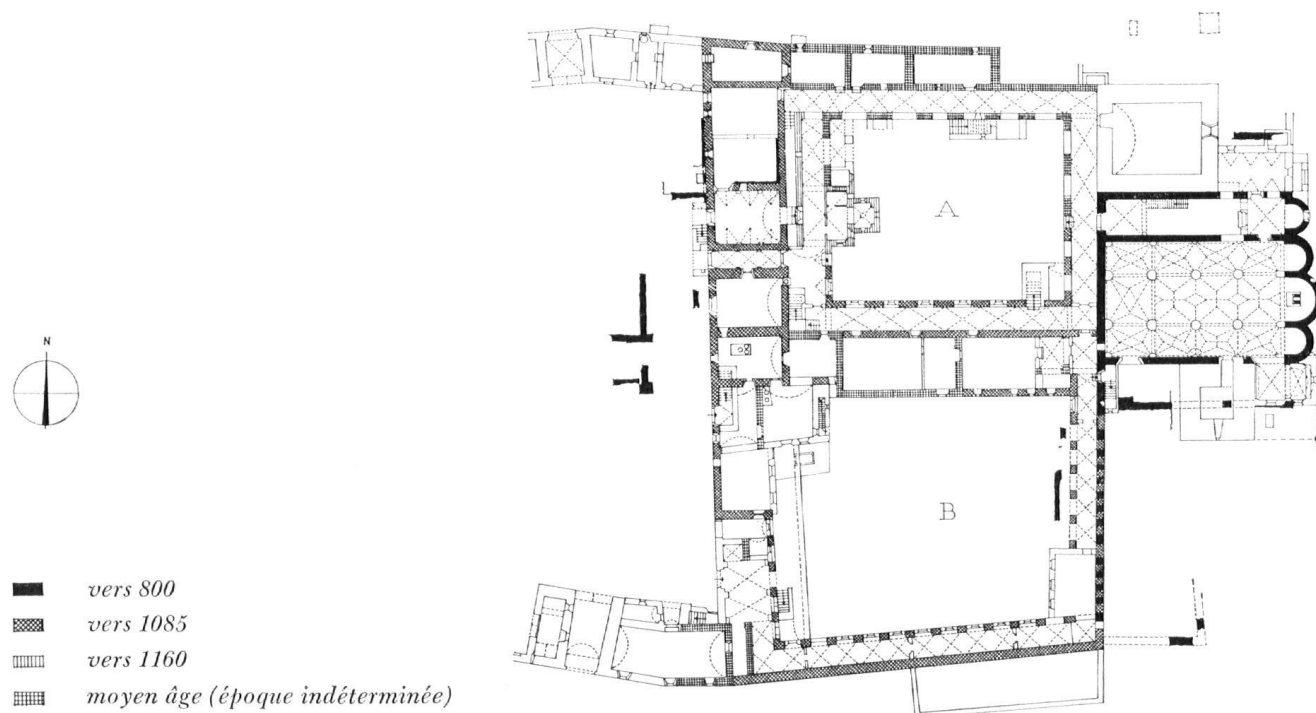 A
N
B
vers 800
vers 1085
vers 1160
moyen âge (époque indéterminée)